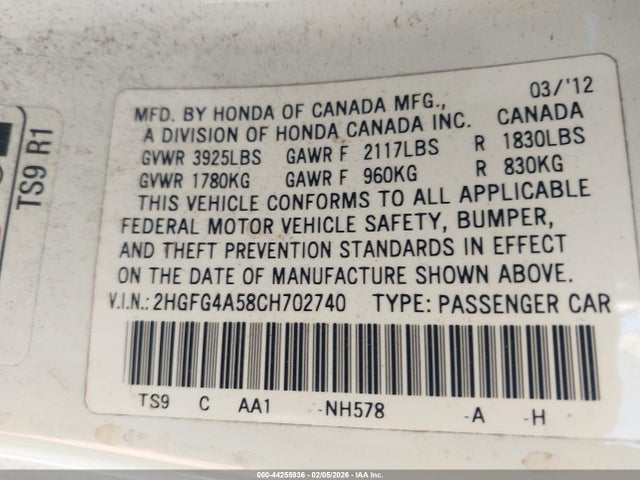 03/'12
MFD. BY HONDA OF CANADA MFG.,
A DIVISION OF HONDA CANADA INC. CANADA
GVWR 3925LBS GAWR F 2117LBS R 1830LBS
GVWR 1780KG GAWR F 960KG R 830KG
THIS VEHICLE CONFORMS TO ALL APPLICABLE
FEDERAL MOTOR VEHICLE SAFETY, BUMPER,
AND THEFT PREVENTION STANDARDS IN EFFECT
ON THE DATE OF MANUFACTURE SHOWN ABOVE.
V.I.N.: 2HGFG4A58CH702740 TYPE: PASSENGER CAR
TS9 C AA1 -NH578 -A -H
TS9 R1
000-44255936 - 02/05/2026 - IAA Inc.